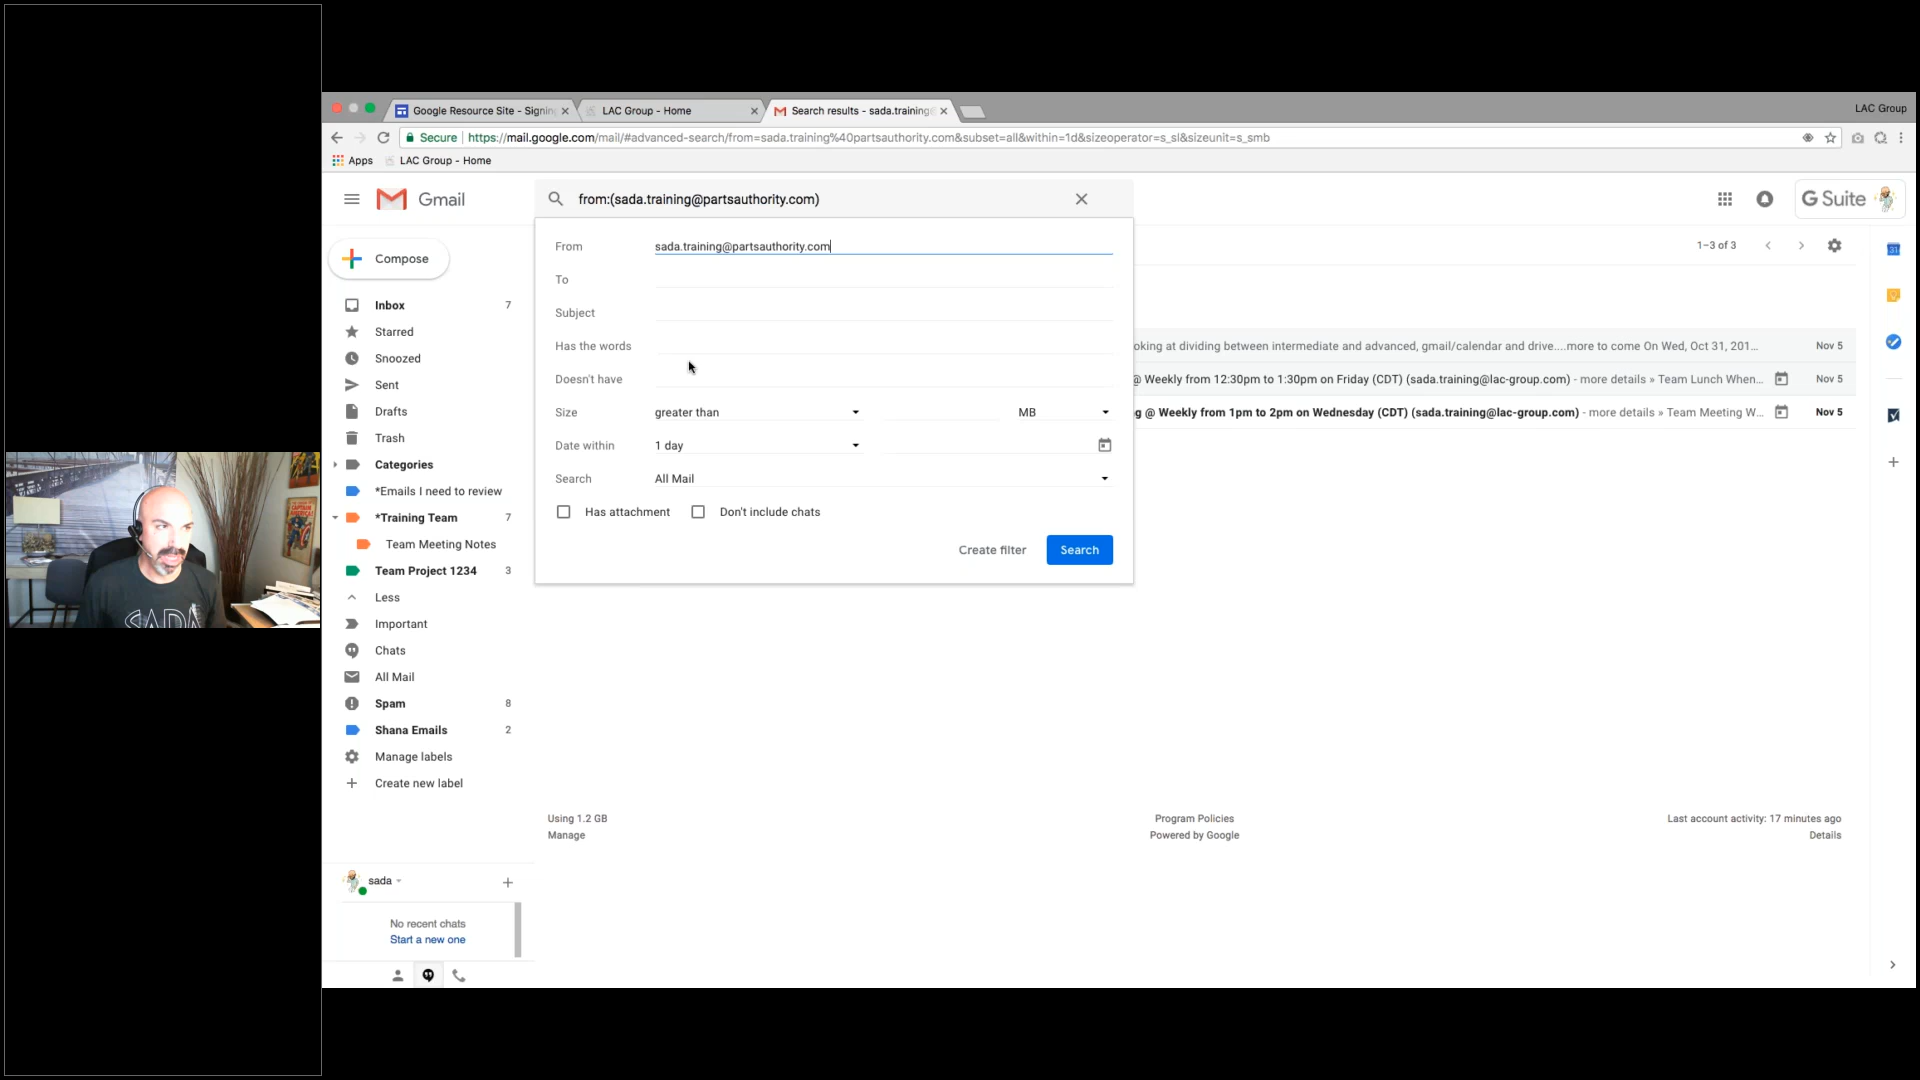 Google Resource Site - Signin
LAC Group - Home
Search results - sada.training@
LAC Group
Secure
https://mail.google.com/mail/#advanced-search/from=sada.training%40partsauthority.com&subset=all&within=1d&sizeoperator=s_sl&sizeunit=s_smb
Apps
LAC Group - Home
Gmail
from:(sada.training@partsauthority.com)
G Suite
Compose
From
sada.training@partsauthority.com
1–3 of 3
To
Subject
Has the words
Doesn't have
Size
greater than
MB
Date within
1 day
Search
All Mail
Has attachment
Don't include chats
Create filter
Search
oking at dividing between intermediate and advanced, gmail/calendar and drive....more to come On Wed, Oct 31, 201...
Nov 5
@ Weekly from 12:30pm to 1:30pm on Friday (CDT) (sada.training@lac-group.com) - more details » Team Lunch When...
Nov 5
g @ Weekly from 1pm to 2pm on Wednesday (CDT) (sada.training@lac-group.com) - more details » Team Meeting W...
Nov 5
Inbox
7
Starred
Snoozed
Sent
Drafts
Trash
Categories
*Emails I need to review
*Training Team
7
Team Meeting Notes
Team Project 1234
3
Less
Important
Chats
All Mail
Spam
8
Shana Emails
2
Manage labels
Create new label
Using 1.2 GB
Manage
Program Policies
Powered by Google
Last account activity: 17 minutes ago
Details
sada
No recent chats
Start a new one
SADA
31